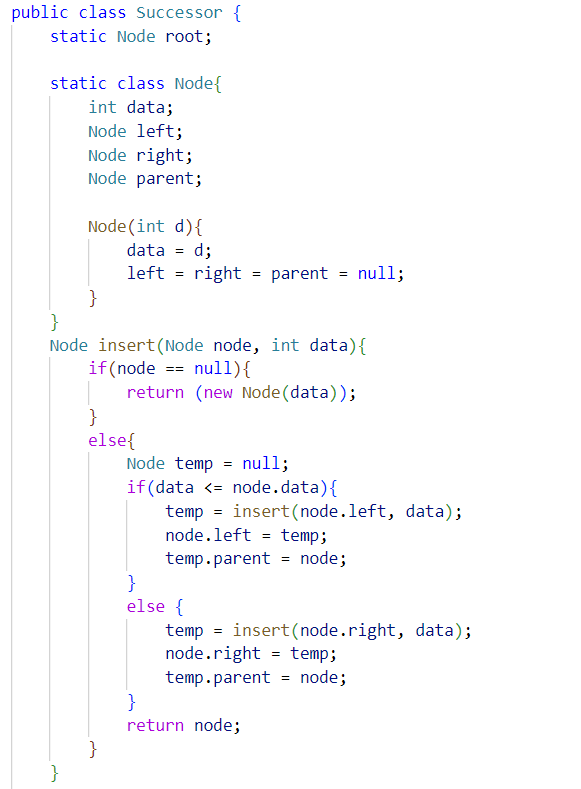 public class Successor {
    static Node root;

    static class Node{
        int data;
        Node left;
        Node right;
        Node parent;

        Node(int d){
            data = d;
            left = right = parent = null;
        }
    }
    Node insert(Node node, int data){
        if(node == null){
            return (new Node(data));
        }
        else{
            Node temp = null;
            if(data <= node.data){
                temp = insert(node.left, data);
                node.left = temp;
                temp.parent = node;
            }
            else {
                temp = insert(node.right, data);
                node.right = temp;
                temp.parent = node;
            }
            return node;
        }
    }